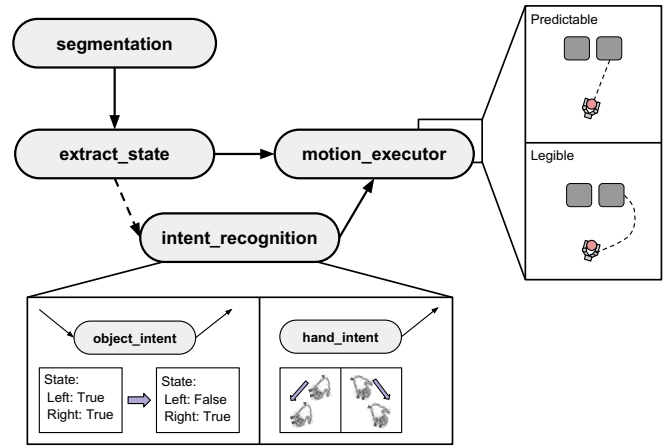 segmentation
extract_state
motion_executor
intent_recognition
Predictable
Legible
object_intent
State:
Left: True
Right: True
State:
Left: False
Right: True
hand_intent